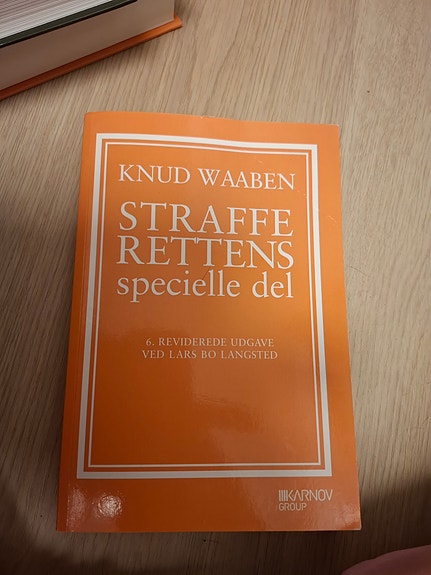 KNUD WAABEN
STRAFFE
RETTENS
specielle del
6. REVIDEREDE UDGAVE
VED LARS BO LANGSTED
KARNOV
GROUP